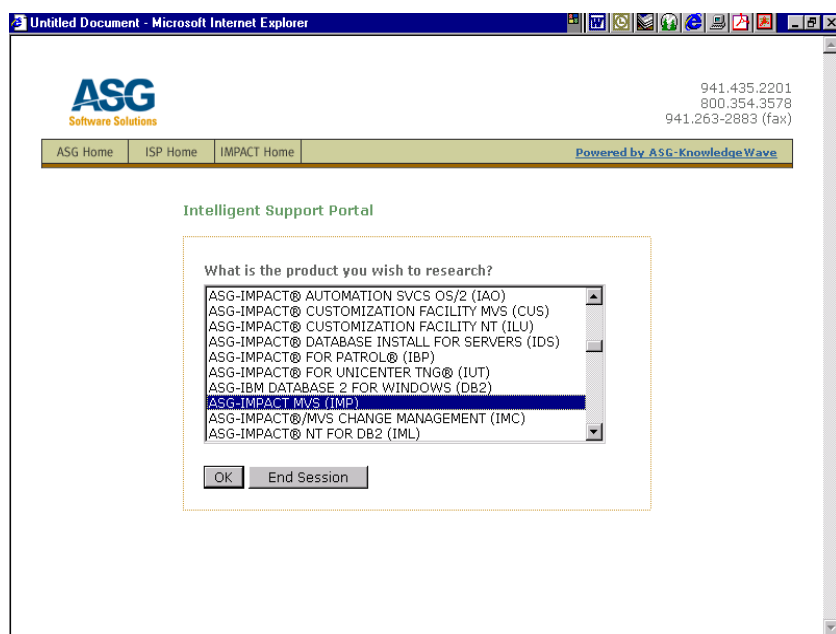 Untitled Document - Microsoft Internet Explorer
ASG
Software Solutions
941.435.2201
800.354.3578
941.263-2883 (fax)
ASG Home
ISP Home
IMPACT Home
Powered by ASG-KnowledgeWave
Intelligent Support Portal
What is the product you wish to research?
ASG-IMPACT® AUTOMATION SVCS OS/2 (IAO)
ASG-IMPACT® CUSTOMIZATION FACILITY MVS (CUS)
ASG-IMPACT® CUSTOMIZATION FACILITY NT (ILU)
ASG-IMPACT® DATABASE INSTALL FOR SERVERS (IDS)
ASG-IMPACT® FOR PATROL® (IBP)
ASG-IMPACT® FOR UNICENTER TNG® (IUT)
ASG-IBM DATABASE 2 FOR WINDOWS (DB2)
ASG-IMPACT MVS (IMP)
ASG-IMPACT®/MVS CHANGE MANAGEMENT (IMC)
ASG-IMPACT® NT FOR DB2 (IML)
OK
End Session